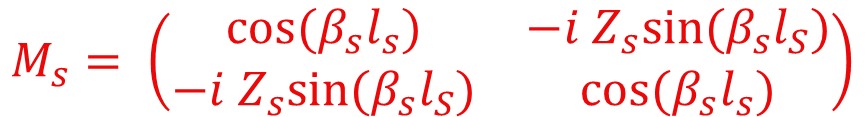 M_s = ( cos(β_s l_s)   −i Z_s sin(β_s l_S)
−i Z_s sin(β_s l_S)   cos(β_s l_s) )